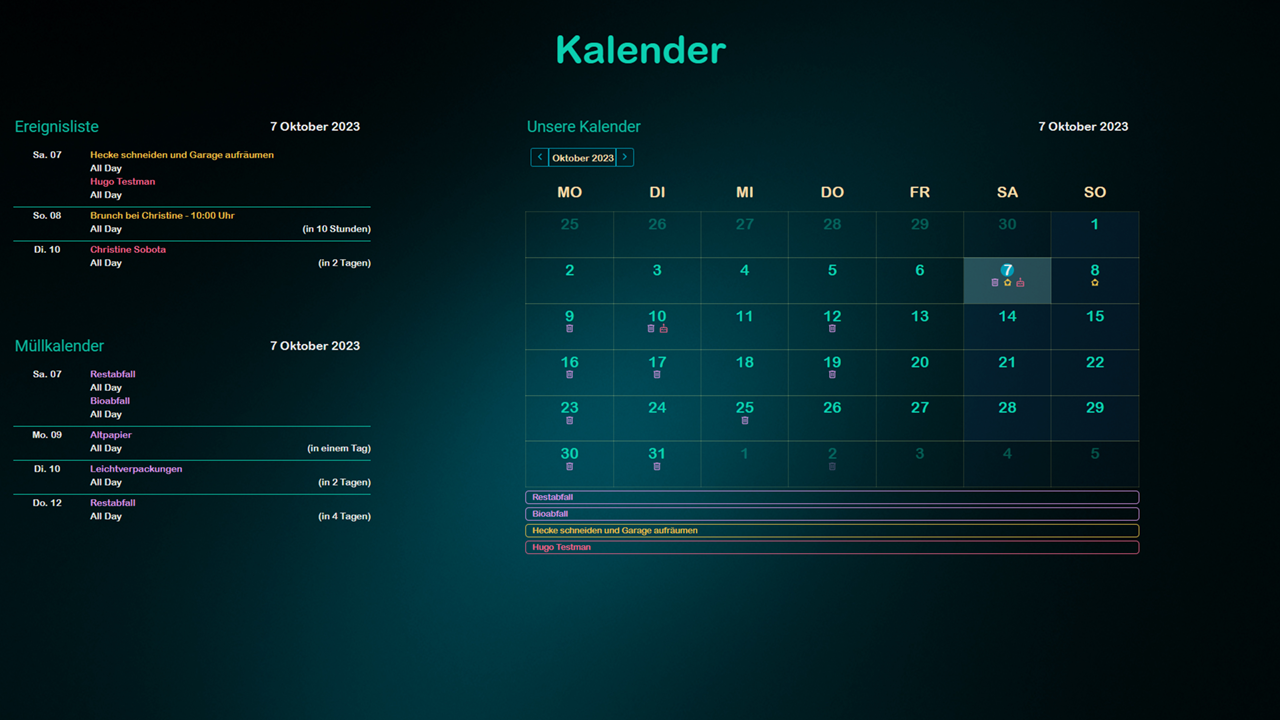 Kalender
Ereignisliste 7 Oktober 2023
Sa. 07 Hecke schneiden und Garage aufräumen
All Day
Hugo Testman
All Day
So. 08 Brunch bei Christine - 10:00 Uhr
All Day (in 10 Stunden)
Di. 10 Christine Sobota
All Day (in 2 Tagen)
Müllkalender 7 Oktober 2023
Sa. 07 Restabfall
All Day
Bioabfall
All Day
Mo. 09 Altpapier
All Day (in einem Tag)
Di. 10 Leichtverpackungen
All Day (in 2 Tagen)
Do. 12 Restabfall
All Day (in 4 Tagen)
Unsere Kalender 7 Oktober 2023
Oktober 2023
MO DI MI DO FR SA SO
25 26 27 28 29 30 1
2 3 4 5 6 7 8
9 10 11 12 13 14 15
16 17 18 19 20 21 22
23 24 25 26 27 28 29
30 31 1 2 3 4 5
Restabfall
Bioabfall
Hecke schneiden und Garage aufräumen
Hugo Testman